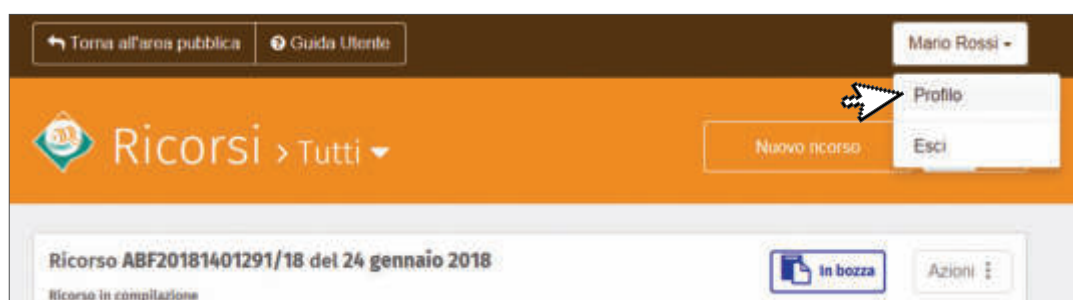 Torna all'area pubblica
Guida Utente
Mario Rossi
Profilo
Esci
Ricorsi > Tutti
Nuovo ricorso
Ricorso ABF20181401291/18 del 24 gennaio 2018
In bozza
Azioni
Ricorso in compilazione